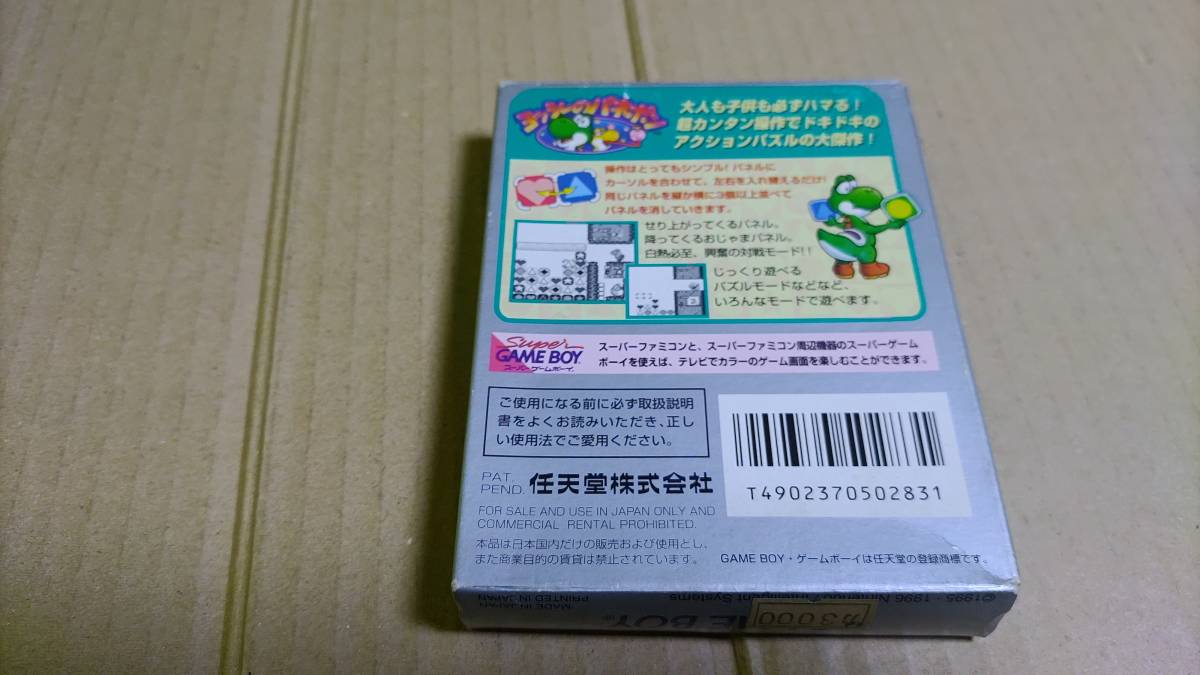 ヨッシーのパネポン
大人も子供も必ずハマる!
超カンタン操作でドキドキの
アクションパズルの大傑作!
操作はとってもシンプル!パネルに
カーソルを合わせて、左右を入れ替えるだけ!
同じパネルを縦か横に3個以上並べて
パネルを消していきます。
せり上がってくるパネル。
降ってくるおじゃまパネル。
白熱必至、興奮の対戦モード!!
じっくり遊べる
パズルモードなどなど、
いろんなモードで遊べます。
Super
GAME BOY
スーパーゲームボーイ
スーパーファミコンと、スーパーファミコン周辺機器のスーパーゲーム
ボーイを使えば、テレビでカラーのゲーム画面を楽しむことができます。
ご使用になる前に必ず取扱説明
書をよくお読みいただき、正し
い使用法でご愛用ください。
PAT.
PEND.
任天堂株式会社
T4902370502831
FOR SALE AND USE IN JAPAN ONLY AND
COMMERCIAL RENTAL PROHIBITED.
本品は日本国内だけの販売および使用とし、
また商業目的の賃貸は禁止されています。
GAME BOY・ゲームボーイは任天堂の登録商標です。
©1995 1996 Nintendo/Intelligent Systems
MADE IN JAPAN
PRINTED IN JAPAN
ME BOY
カ3000